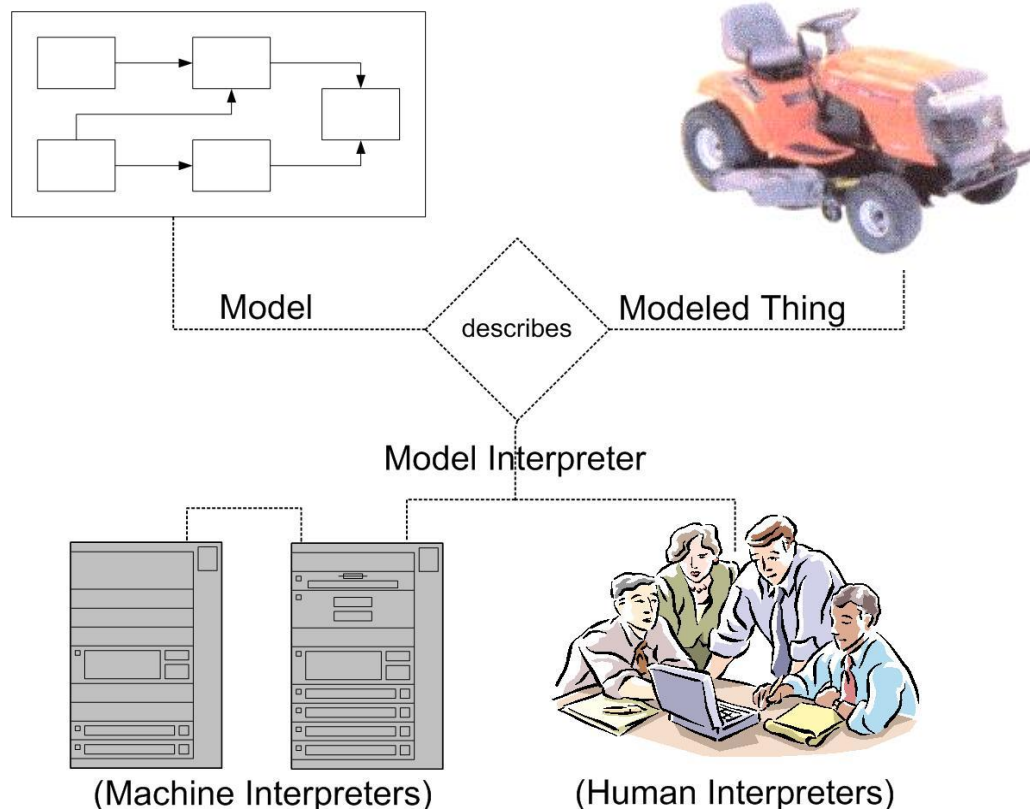 Model
describes
Modeled Thing
Model Interpreter
(Machine Interpreters)
(Human Interpreters)